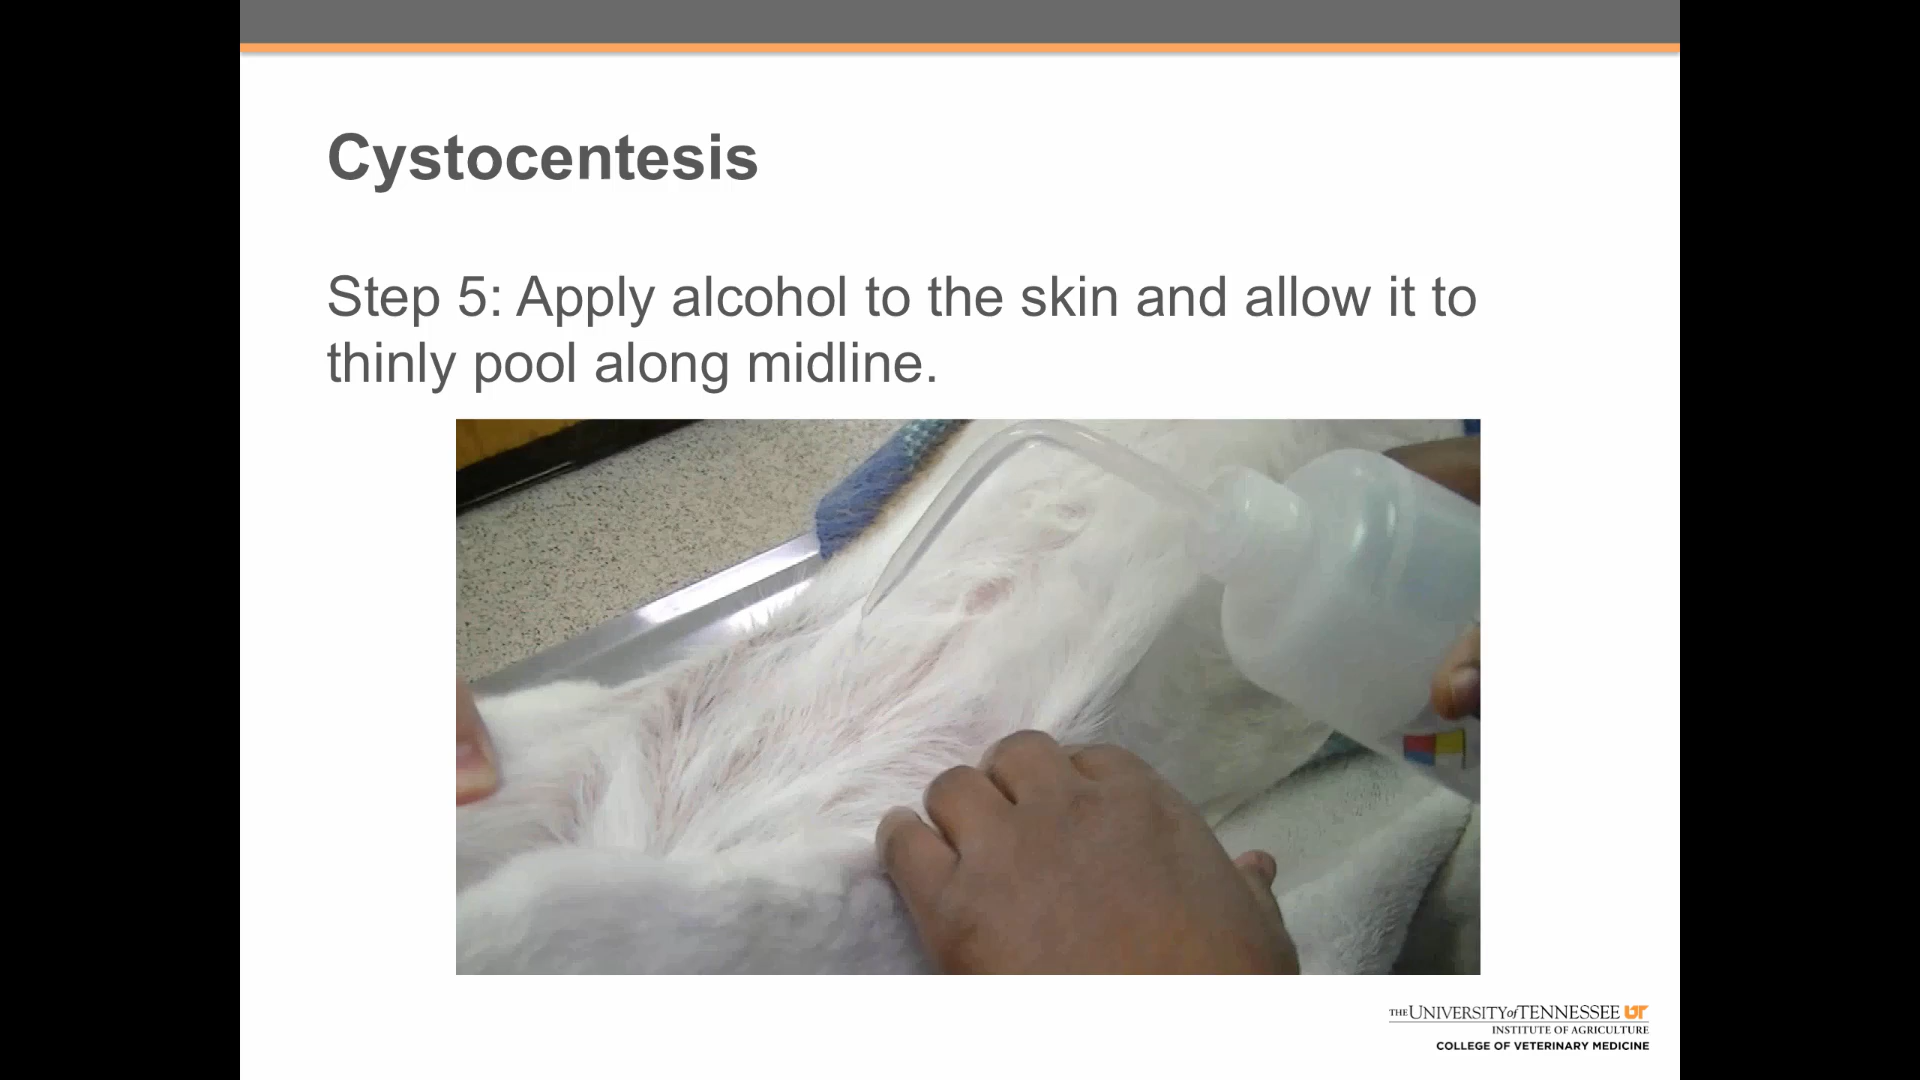 Cystocentesis
Step 5: Apply alcohol to the skin and allow it to
thinly pool along midline.
THE UNIVERSITY of TENNESSEE UT
INSTITUTE OF AGRICULTURE
COLLEGE OF VETERINARY MEDICINE